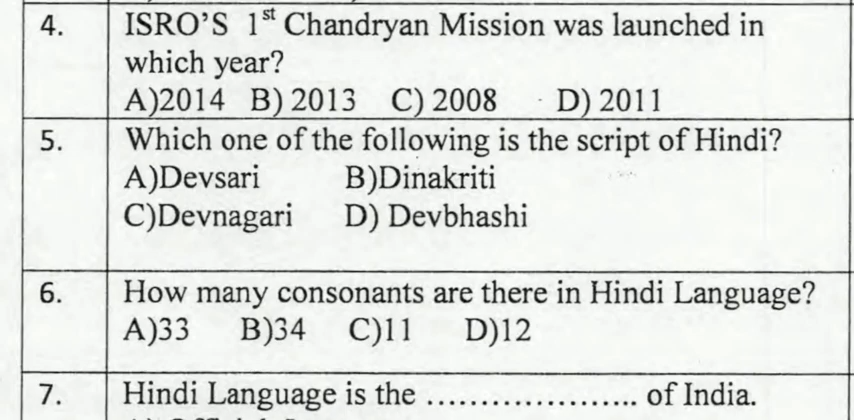 4. ISRO'S 1st Chandryan Mission was launched in
which year?
A)2014 B) 2013 C) 2008 D) 2011
5. Which one of the following is the script of Hindi?
A)Devsari B)Dinakriti
C)Devnagari D) Devbhashi
6. How many consonants are there in Hindi Language?
A)33 B)34 C)11 D)12
7. Hindi Language is the .................... of India.